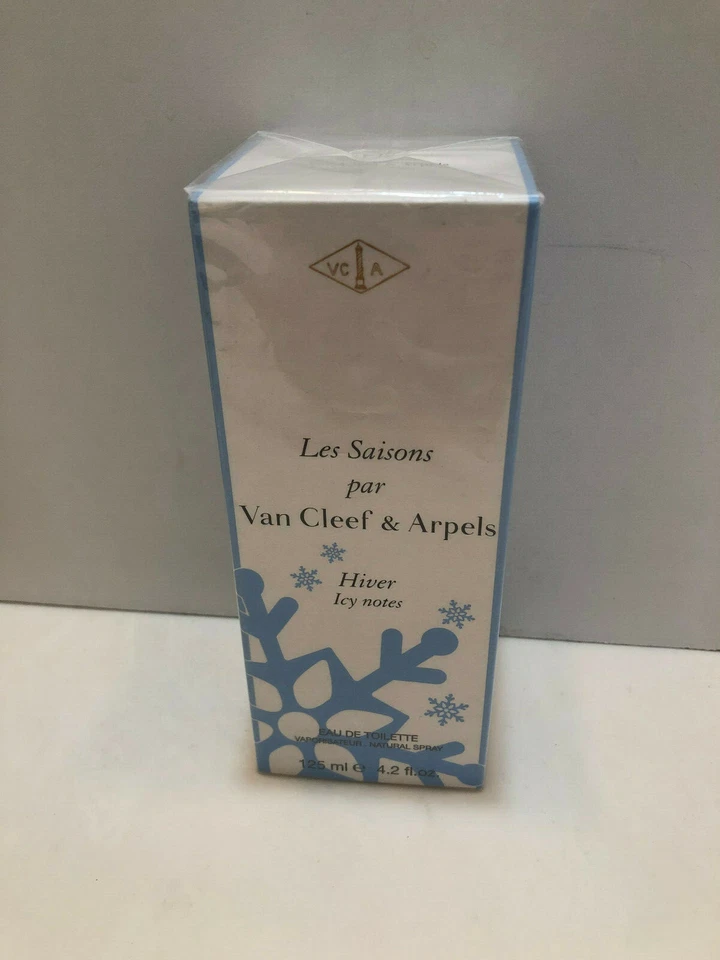 VC A
Les Saisons
par
Van Cleef & Arpels
Hiver
Icy notes
EAU DE TOILETTE
VAPORISATEUR . NATURAL SPRAY
125 ml e 4.2 fl.oz.